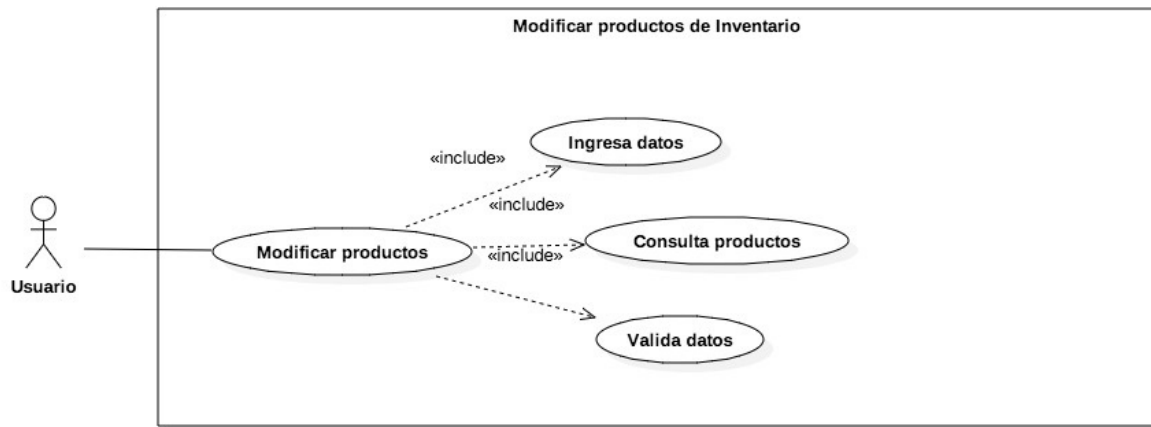 Modificar productos de Inventario
Ingresa datos
«include»
«include»
Consulta productos
Modificar productos
«include»
Usuario
Valida datos